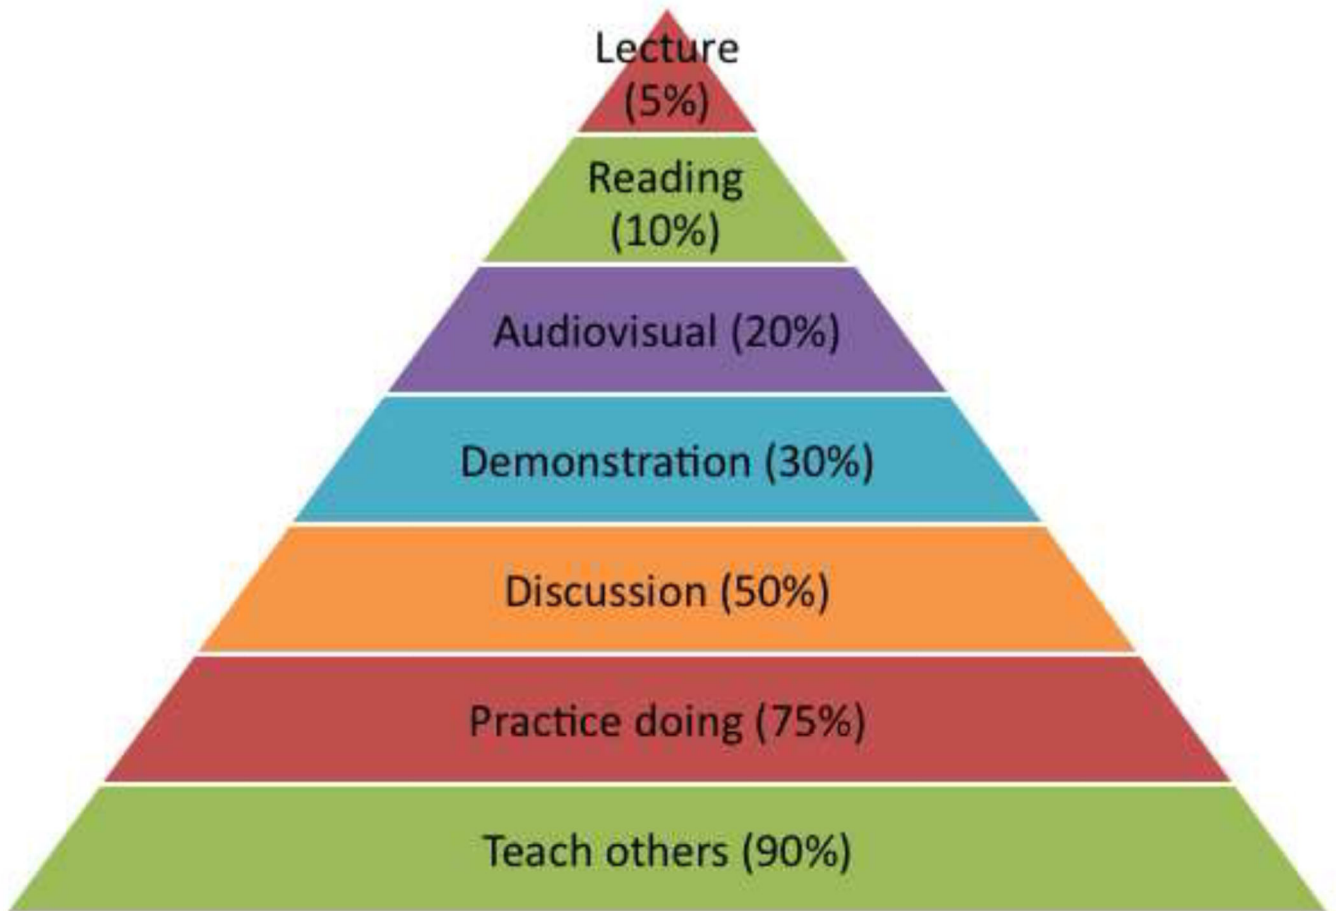 Lecture
(5%)
Reading
(10%)
Audiovisual (20%)
Demonstration (30%)
Discussion (50%)
Practice doing (75%)
Teach others (90%)